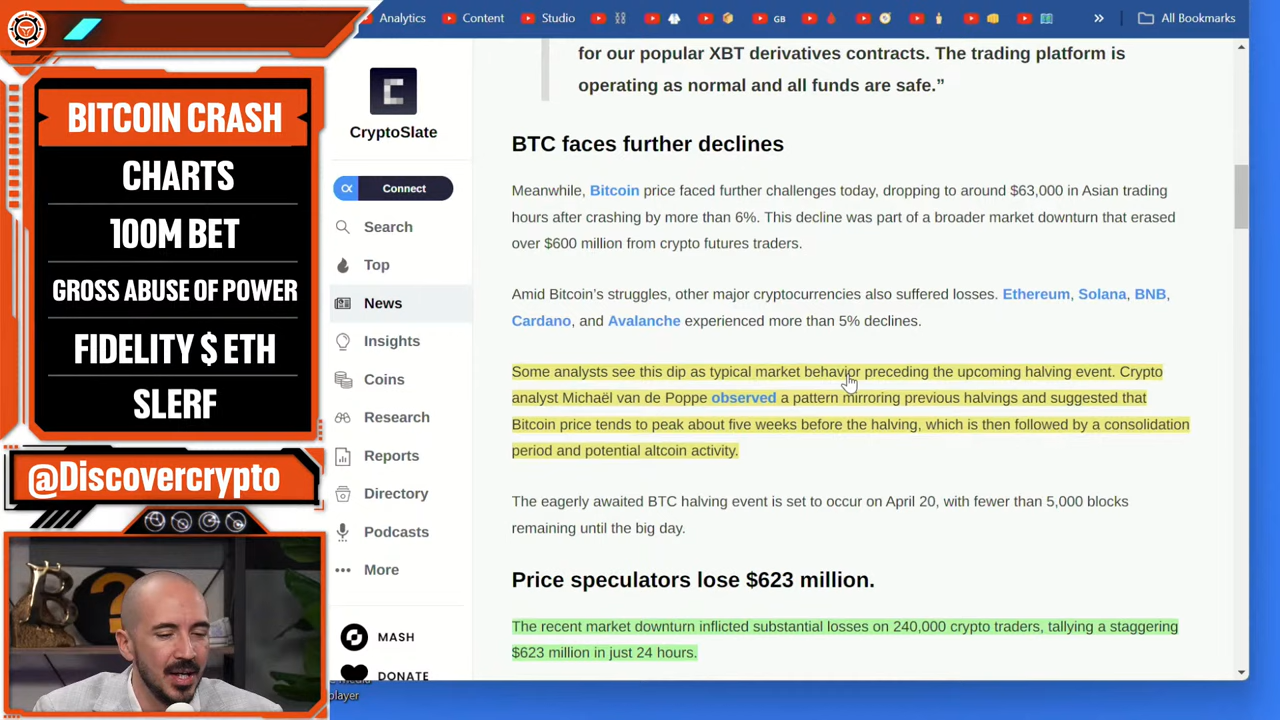 Analytics
Content
Studio
GB
»
All Bookmarks
BITCOIN CRASH
CHARTS
100M BET
GROSS ABUSE OF POWER
FIDELITY $ ETH
SLERF
@Discovercrypto
CryptoSlate
Connect
Search
Top
News
Insights
Coins
Research
Reports
Directory
Podcasts
More
MASH
DONATE
player
for our popular XBT derivatives contracts. The trading platform is
operating as normal and all funds are safe.”
BTC faces further declines
Meanwhile, Bitcoin price faced further challenges today, dropping to around $63,000 in Asian trading
hours after crashing by more than 6%. This decline was part of a broader market downturn that erased
over $600 million from crypto futures traders.
Amid Bitcoin’s struggles, other major cryptocurrencies also suffered losses. Ethereum, Solana, BNB,
Cardano, and Avalanche experienced more than 5% declines.
Some analysts see this dip as typical market behavior preceding the upcoming halving event. Crypto
analyst Michaël van de Poppe observed a pattern mirroring previous halvings and suggested that
Bitcoin price tends to peak about five weeks before the halving, which is then followed by a consolidation
period and potential altcoin activity.
The eagerly awaited BTC halving event is set to occur on April 20, with fewer than 5,000 blocks
remaining until the big day.
Price speculators lose $623 million.
The recent market downturn inflicted substantial losses on 240,000 crypto traders, tallying a staggering
$623 million in just 24 hours.